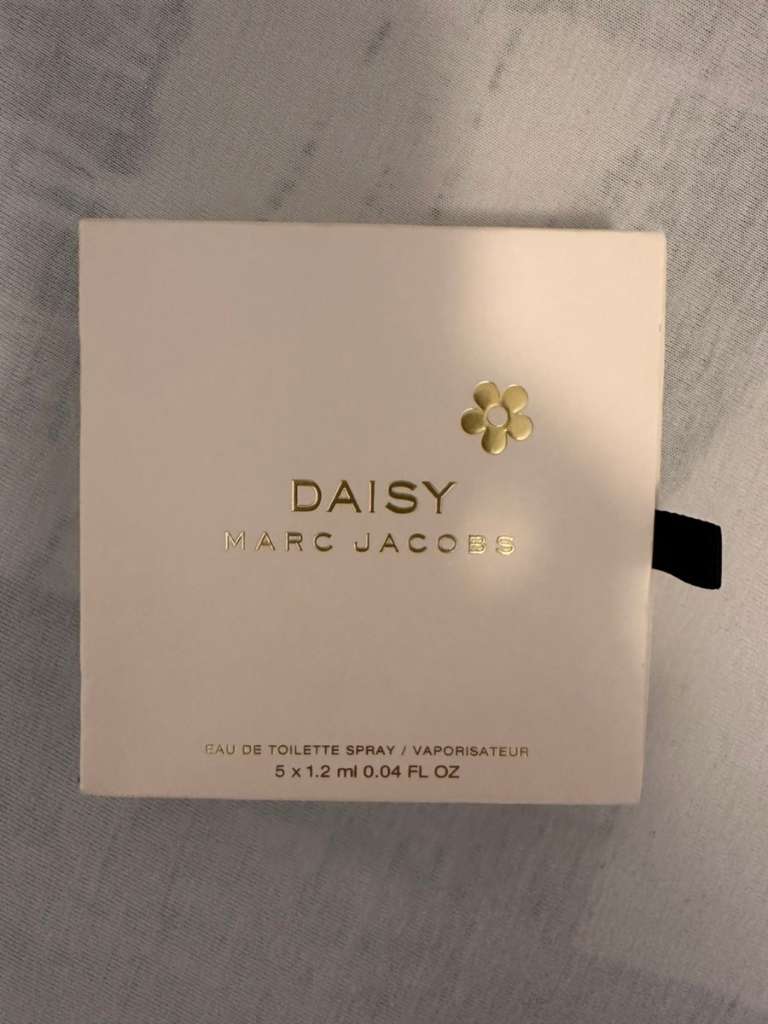 DAISY
MARC JACOBS
EAU DE TOILETTE SPRAY / VAPORISATEUR
5 x 1.2 ml 0.04 FL OZ